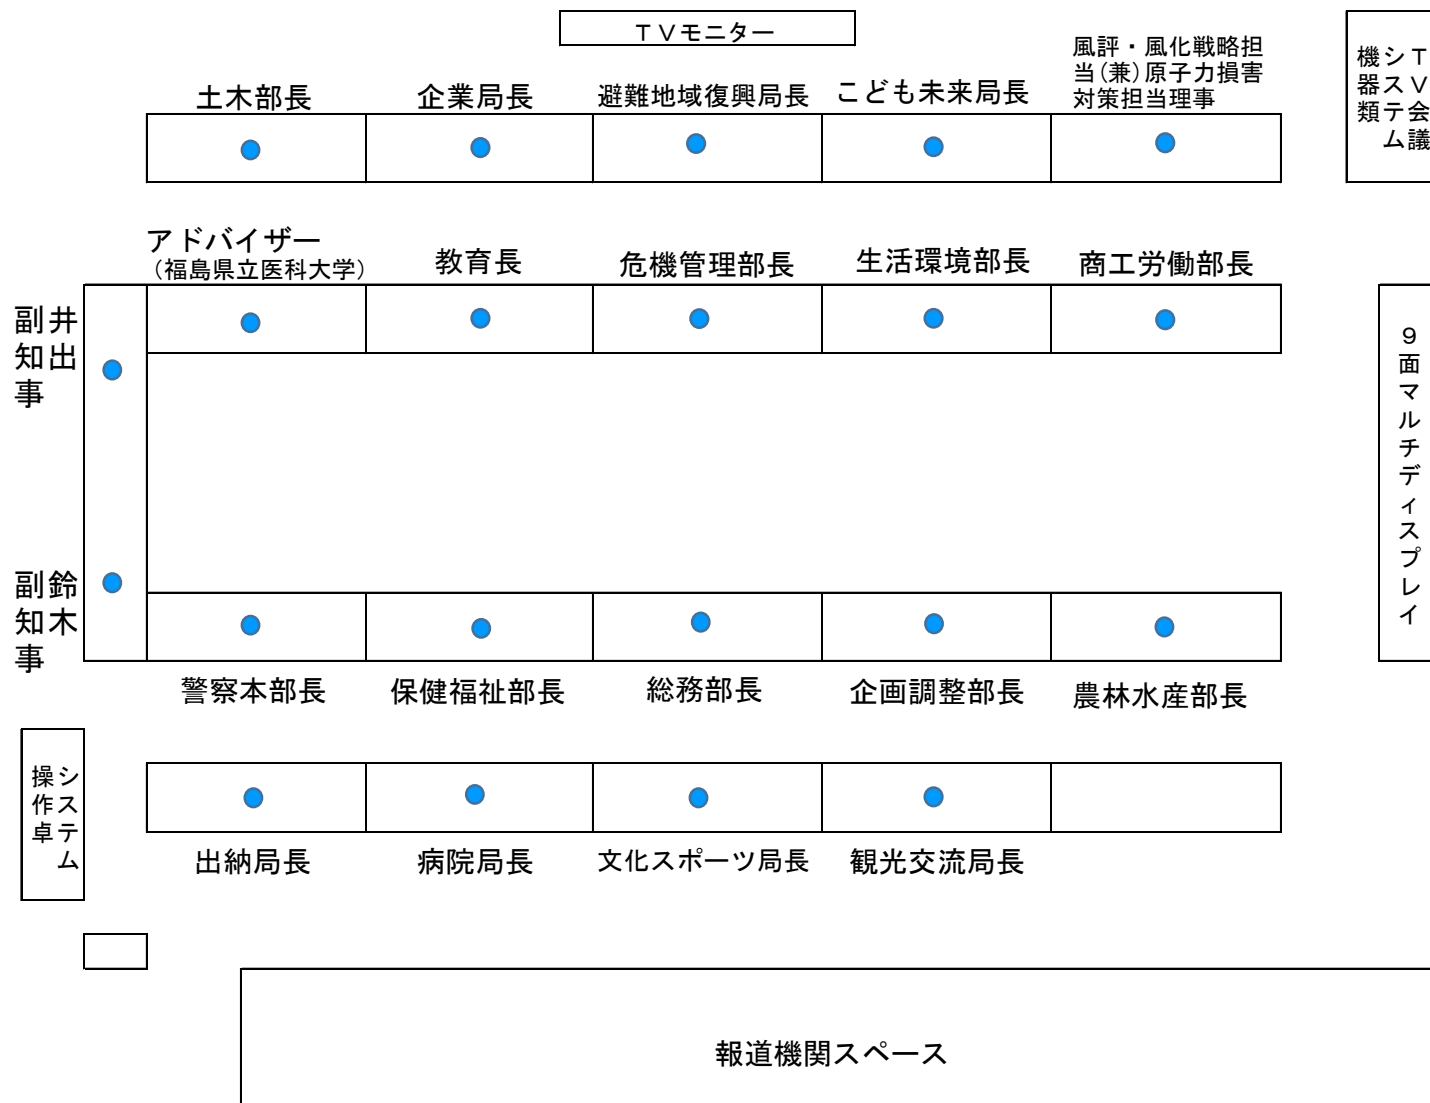 ＴＶモニター
風評・風化戦略担
当(兼)原子力損害
対策担当理事
土木部長
企業局長
避難地域復興局長
こども未来局長
ＴＶ会議
システム
機器類
アドバイザー
（福島県立医科大学）
教育長
危機管理部長
生活環境部長
商工労働部長
井出
副知事
９面マルチディスプレイ
鈴木
副知事
警察本部長
保健福祉部長
総務部長
企画調整部長
農林水産部長
システム
操作卓
出納局長
病院局長
文化スポーツ局長
観光交流局長
報道機関スペース